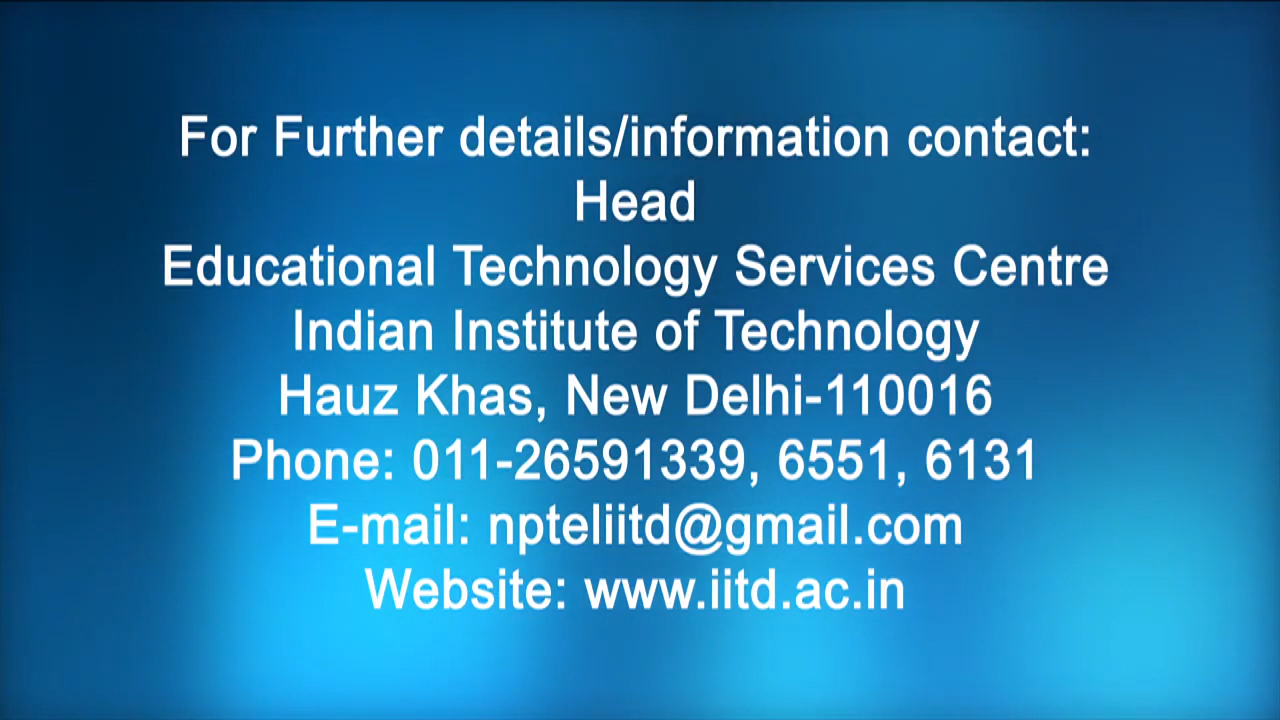 For Further details/information contact:
Head
Educational Technology Services Centre
Indian Institute of Technology
Hauz Khas, New Delhi-110016
Phone: 011-26591339, 6551, 6131
E-mail: npteliitd@gmail.com
Website: www.iitd.ac.in